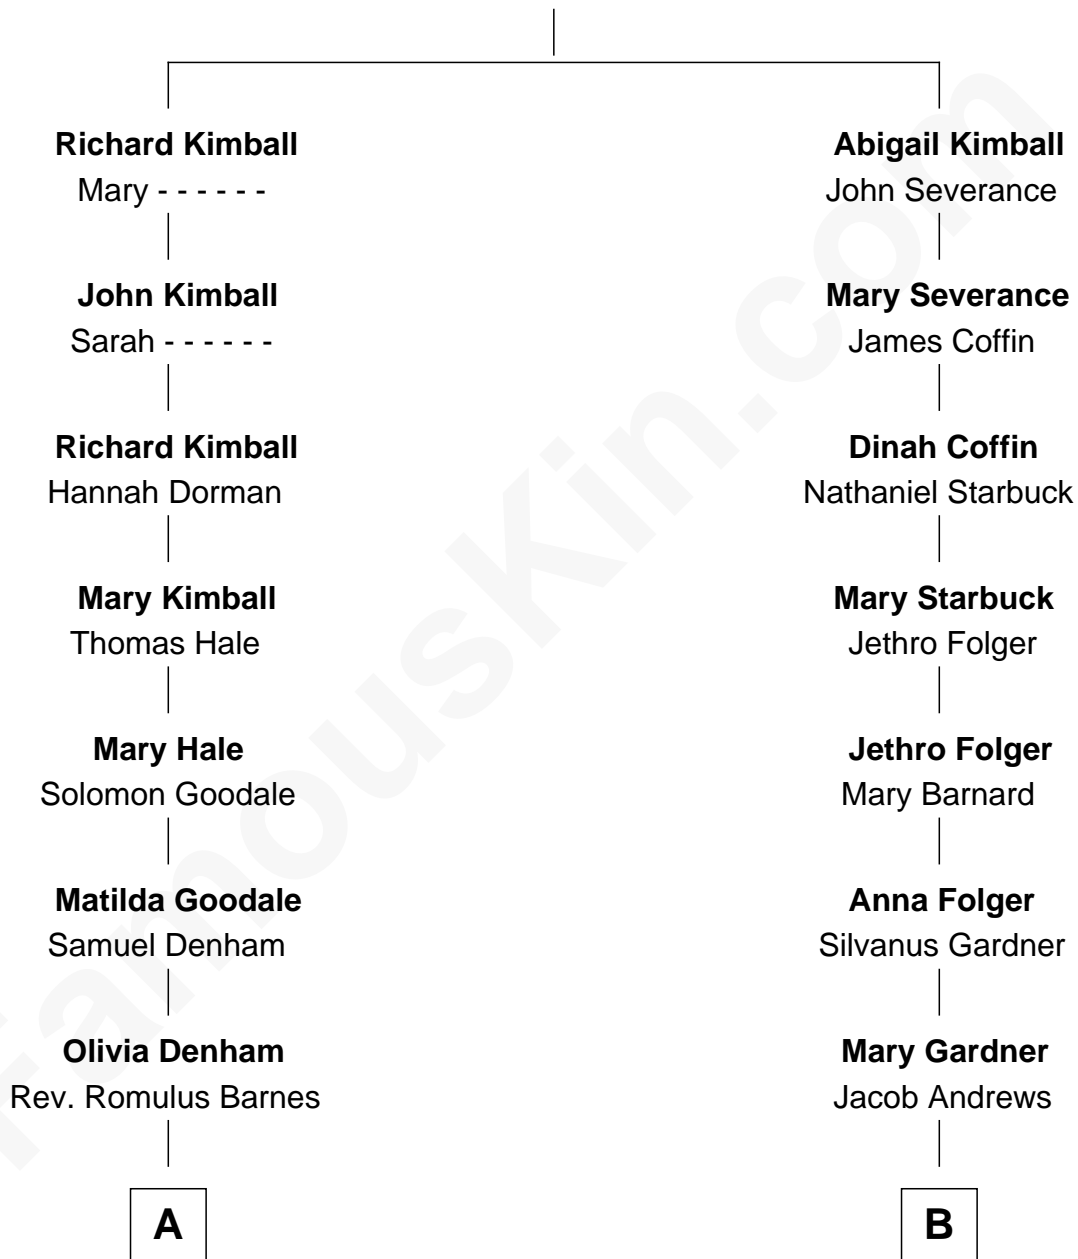 Richard Kimball
Mary - - - - - -
John Kimball
Sarah - - - - - -
Richard Kimball
Hannah Dorman
Mary Kimball
Thomas Hale
Mary Hale
Solomon Goodale
Matilda Goodale
Samuel Denham
Olivia Denham
Rev. Romulus Barnes
A
Abigail Kimball
John Severance
Mary Severance
James Coffin
Dinah Coffin
Nathaniel Starbuck
Mary Starbuck
Jethro Folger
Jethro Folger
Mary Barnard
Anna Folger
Silvanus Gardner
Mary Gardner
Jacob Andrews
B
FamousKin.com